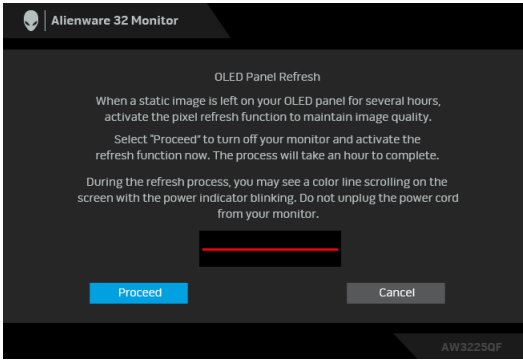 Alienware 32 Monitor
OLED Panel Refresh
When a static image is left on your OLED panel for several hours,
activate the pixel refresh function to maintain image quality.
Select “Proceed” to turn off your monitor and activate the
refresh function now. The process will take an hour to complete.
During the refresh process, you may see a color line scrolling on the
screen with the power indicator blinking. Do not unplug the power cord
from your monitor.
Proceed
Cancel
AW3225QF